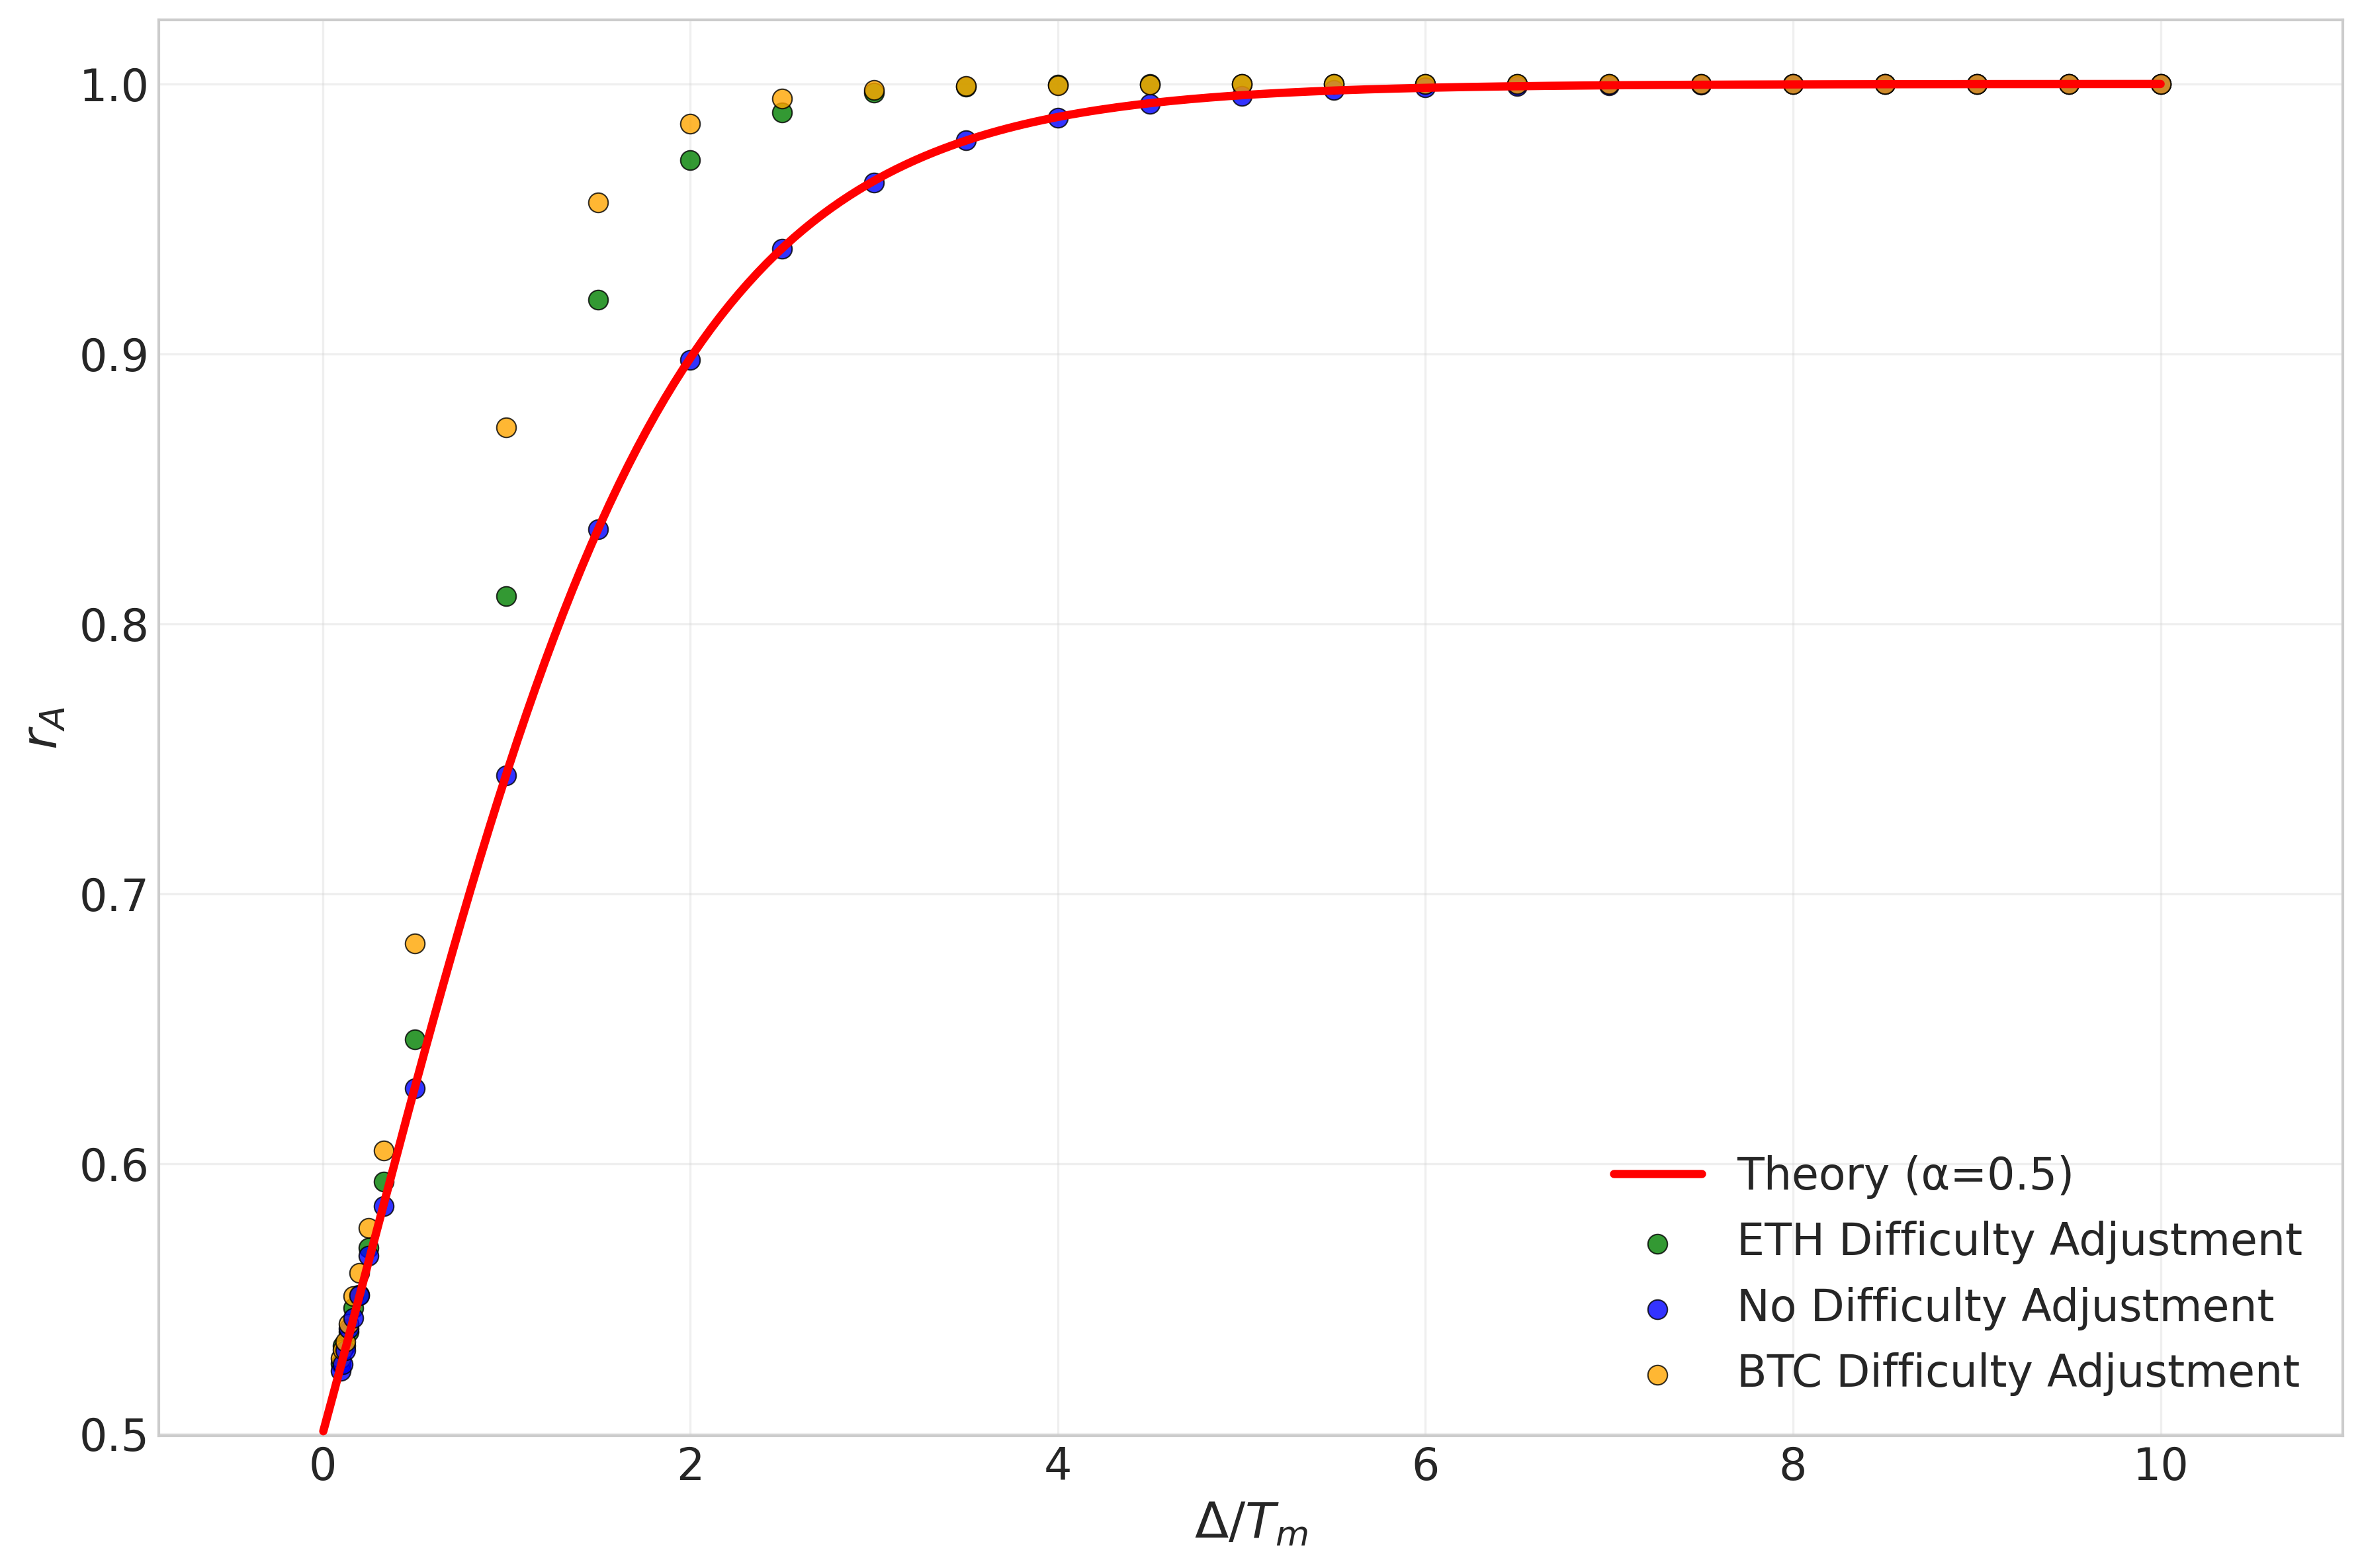 1.0
0.9
0.8
0.7
0.6
0.5
r_A
0 2 4 6 8 10
Δ/T_m
Theory (α=0.5)
ETH Difficulty Adjustment
No Difficulty Adjustment
BTC Difficulty Adjustment